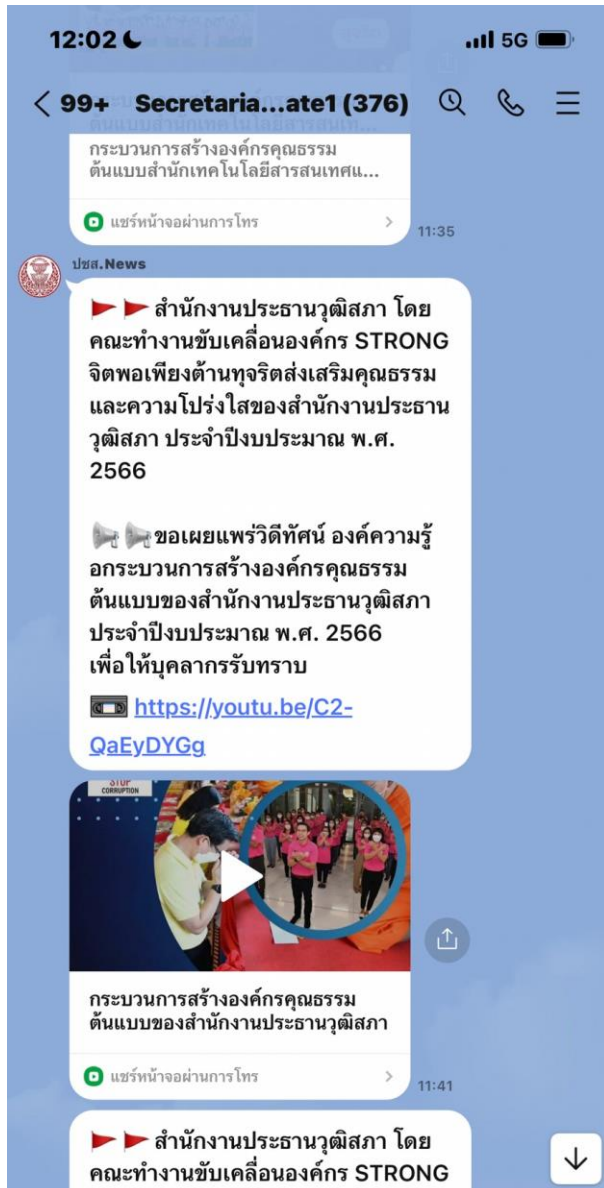 12:02
5G
99+ Secretaria...ate1 (376)
กระบวนการสร้างองค์กรคุณธรรม
ต้นแบบสำนักเทคโนโลยีสารสนเทศแ...
แชร์หน้าจอผ่านการโทร
11:35
ปชส.News
🚩🚩 สำนักงานประธานวุฒิสภา โดย
คณะทำงานขับเคลื่อนองค์กร STRONG
จิตพอเพียงต้านทุจริตส่งเสริมคุณธรรม
และความโปร่งใสของสำนักงานประธาน
วุฒิสภา ประจำปีงบประมาณ พ.ศ.
2566
📢📢ขอเผยแพร่วิดีทัศน์ องค์ความรู้
อกระบวนการสร้างองค์กรคุณธรรม
ต้นแบบของสำนักงานประธานวุฒิสภา
ประจำปีงบประมาณ พ.ศ. 2566
เพื่อให้บุคลากรรับทราบ
📼 https://youtu.be/C2-
QaEyDYGg
STOP
CORRUPTION
กระบวนการสร้างองค์กรคุณธรรม
ต้นแบบของสำนักงานประธานวุฒิสภา
แชร์หน้าจอผ่านการโทร
11:41
🚩🚩 สำนักงานประธานวุฒิสภา โดย
คณะทำงานขับเคลื่อนองค์กร STRONG